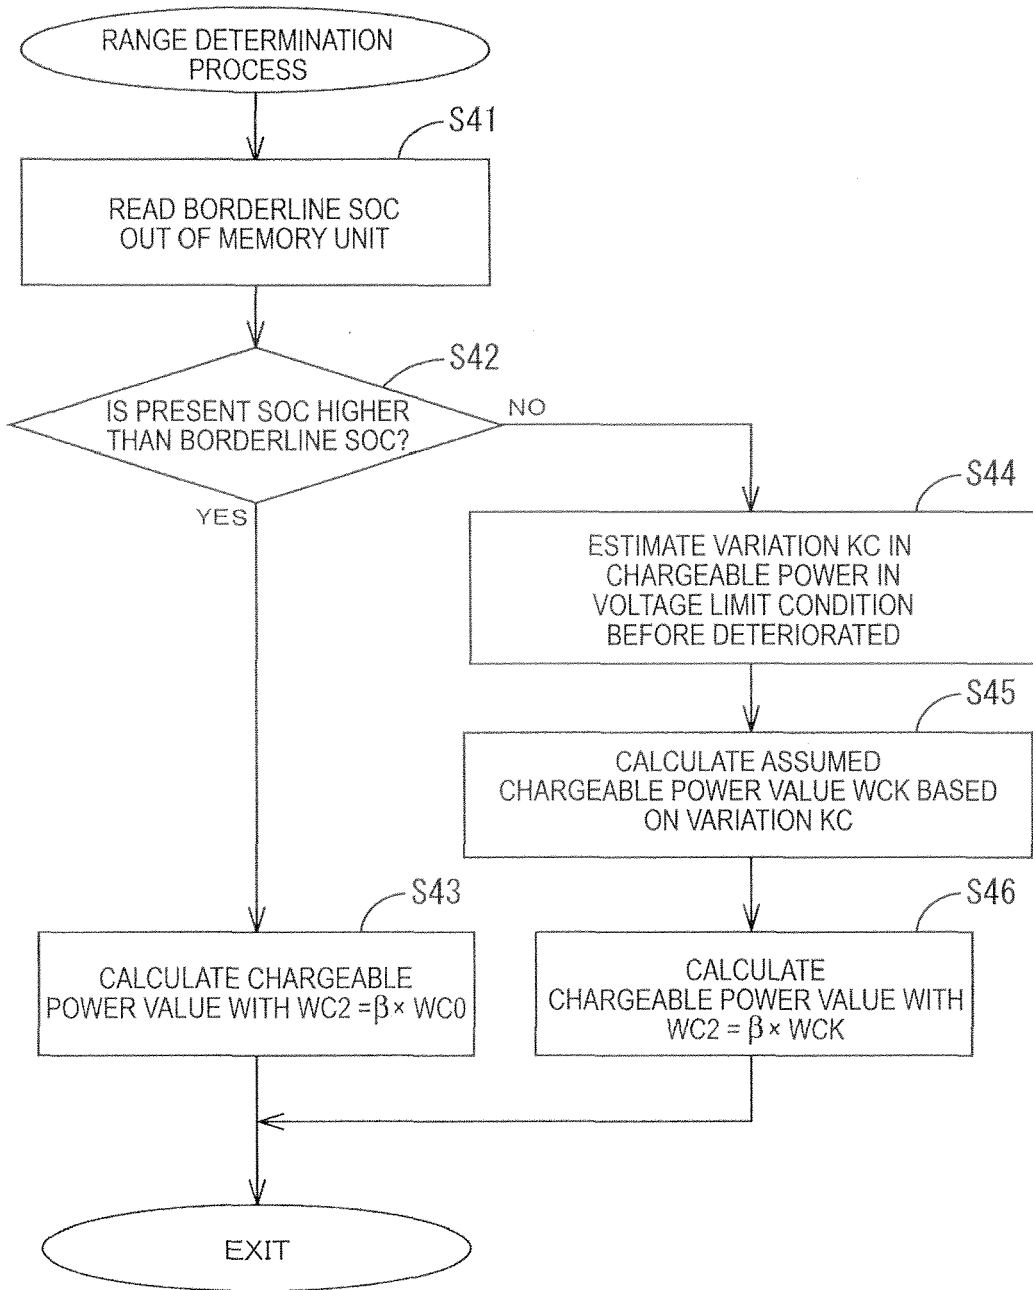 RANGE DETERMINATION
PROCESS
S41
READ BORDERLINE SOC
OUT OF MEMORY UNIT
S42
IS PRESENT SOC HIGHER
THAN BORDERLINE SOC?
NO
YES
S44
ESTIMATE VARIATION KC IN
CHARGEABLE POWER IN
VOLTAGE LIMIT CONDITION
BEFORE DETERIORATED
S45
CALCULATE ASSUMED
CHARGEABLE POWER VALUE WCK BASED
ON VARIATION KC
S43
CALCULATE CHARGEABLE
POWER VALUE WITH WC2 = β × WC0
S46
CALCULATE
CHARGEABLE POWER VALUE WITH
WC2 = β × WCK
EXIT